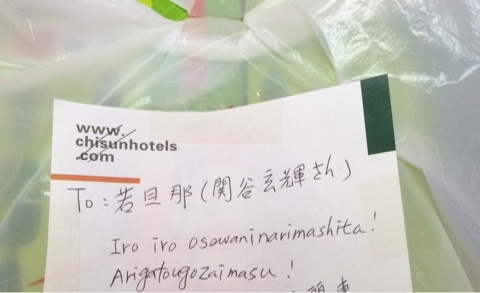 www.
chisunhotels
.com
To: 若旦那(関谷玄輝さん)
Iro iro osowaninarimashita!
Arigatougozaimasu!